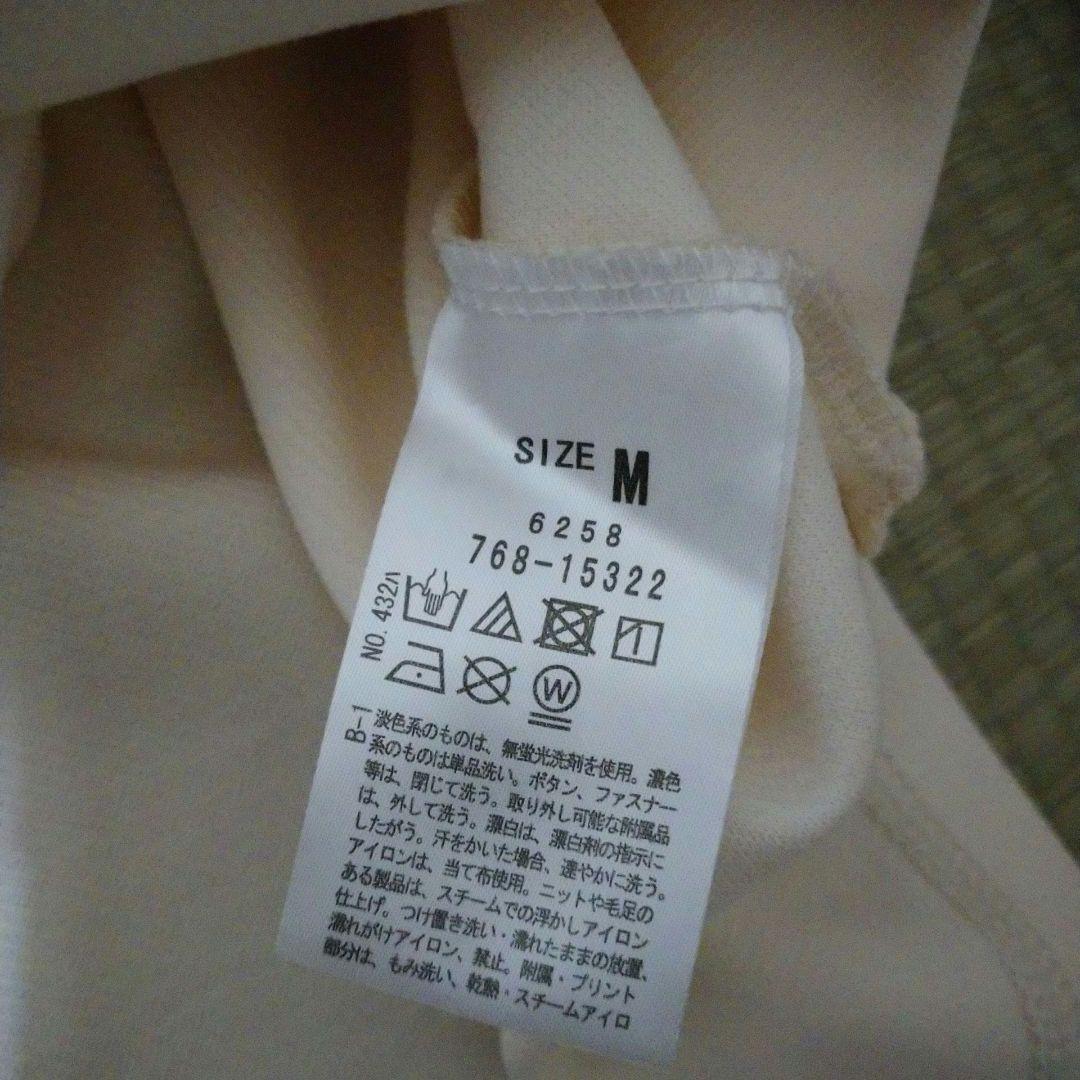 SIZE M
6258
768-15322
NO. 432ハ
W
B-1
淡色系のものは、無蛍光洗剤を使用。濃色
系のものは単品洗い。ボタン、ファスナー
等は、閉じて洗う。取り外し可能な附属品
は、外して洗う。漂白は、漂白剤の指示に
したがう。汗をかいた場合、速やかに洗う。
アイロンは、当て布使用。ニットや毛足の
ある製品は、スチームでの浮かしアイロン
仕上げ。つけ置き洗い・濡れたままの放置、
濡れがけアイロン、禁止。附属・プリント
部分は、もみ洗い、乾熱・スチームアイロ